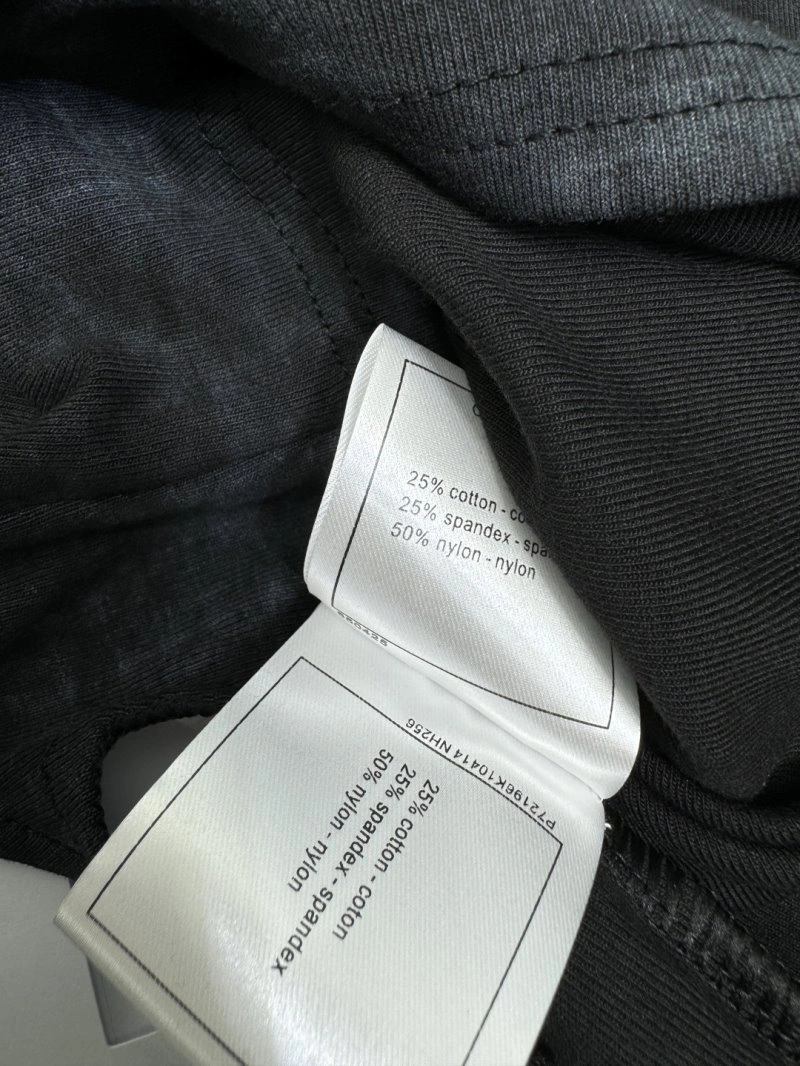 25% cotton - co
25% spandex - spa
50% nylon - nylon
P72196K10414 NH256
25% cotton - coton
25% spandex - spandex
50% nylon - nylon